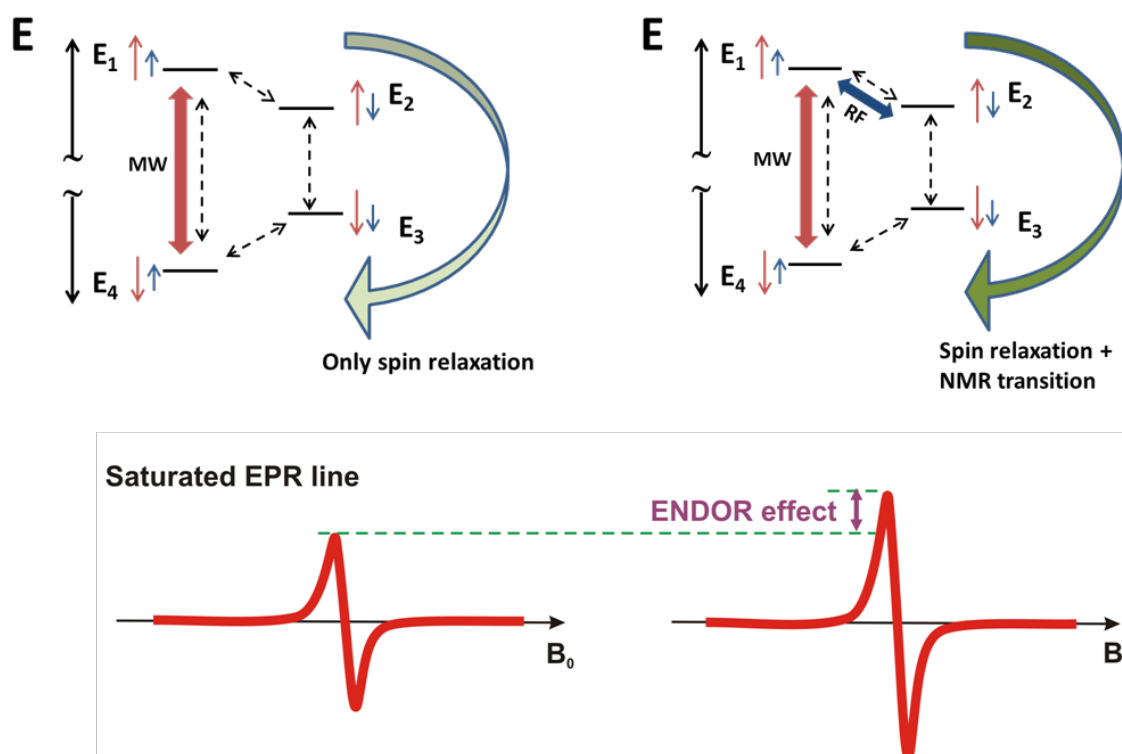 E
E1
E2
MW
E3
E4
Only spin relaxation
E
E1
E2
RF
MW
E3
E4
Spin relaxation +
NMR transition
Saturated EPR line
ENDOR effect
B0
B